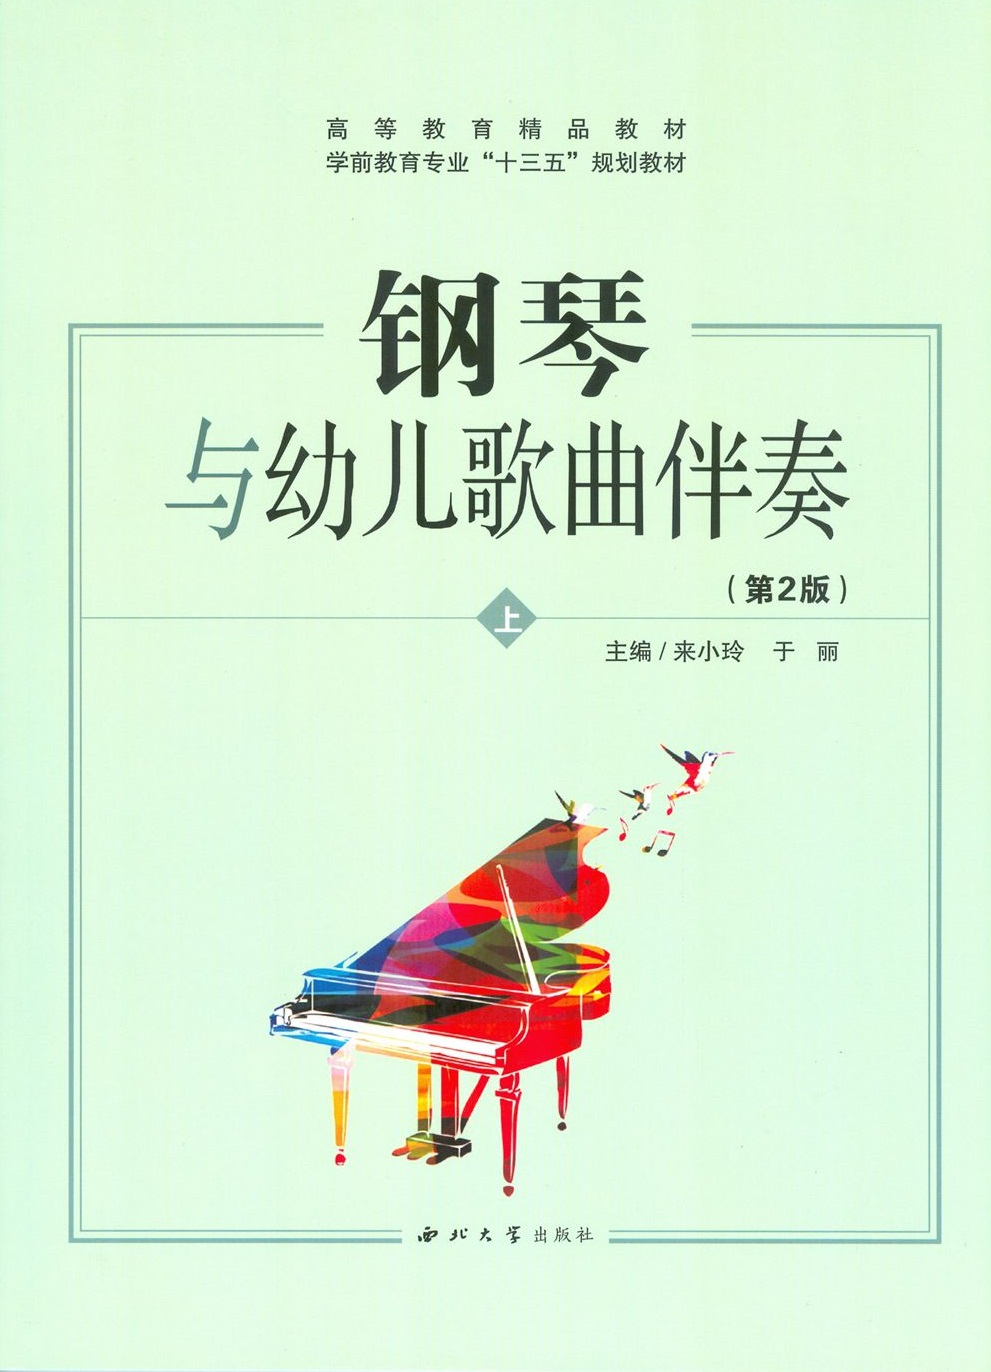 高等教育精品教材
学前教育专业“十三五”规划教材
钢琴
与幼儿歌曲伴奏
（第2版）
上
主编/来小玲 于丽
西北大学出版社